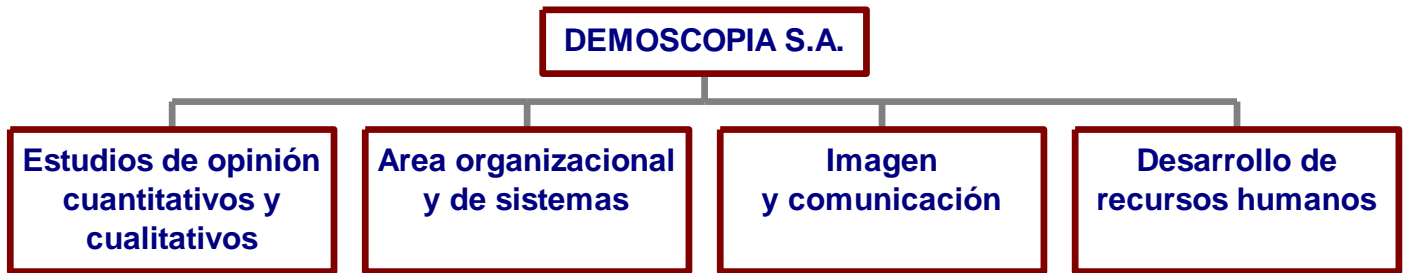 DEMOSCOPIA S.A.
Estudios de opinión
cuantitativos y
cualitativos
Area organizacional
y de sistemas
Imagen
y comunicación
Desarrollo de
recursos humanos